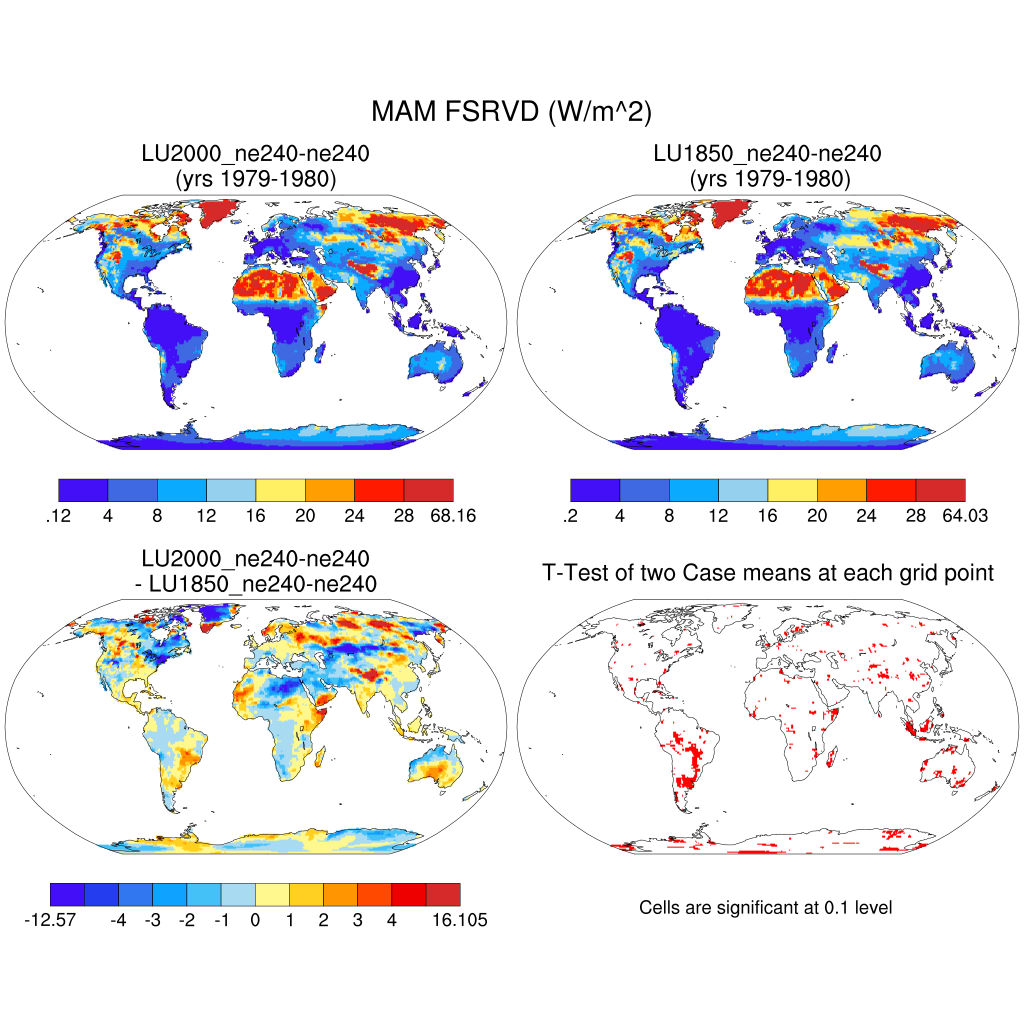 MAM FSRVD (W/m^2)
LU2000_ne240-ne240
(yrs 1979-1980)
LU1850_ne240-ne240
(yrs 1979-1980)
.12 4 8 12 16 20 24 28 68.16
.2 4 8 12 16 20 24 28 64.03
LU2000_ne240-ne240
- LU1850_ne240-ne240
T-Test of two Case means at each grid point
-12.57 -4 -3 -2 -1 0 1 2 3 4 16.105
Cells are significant at 0.1 level